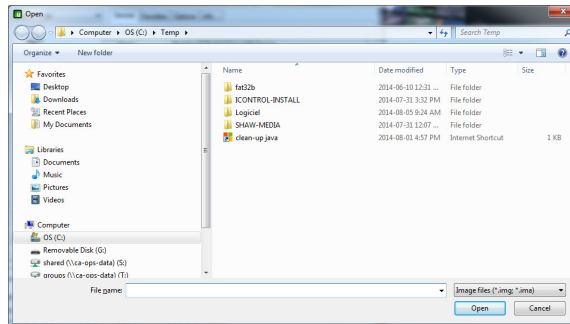 Open
Computer OS (C:) Temp
Search Temp
Organize New folder
Name Date modified Type Size
Favorites
Desktop
Downloads
Recent Places
My Documents
Libraries
Documents
Music
Pictures
Videos
Computer
OS (C:)
Removable Disk (G:)
shared (\\ca-ops-data) (S:)
groups (\\ca-ops-data) (T:)
fat32b 2014-06-10 12:31 ... File folder
ICONTROL-INSTALL 2014-07-31 3:32 PM File folder
Logiciel 2014-08-05 9:24 AM File folder
SHAW-MEDIA 2014-07-31 12:07 ... File folder
clean-up java 2014-08-01 4:57 PM Internet Shortcut 1 KB
File name:
Image files (*.img; *.ima)
Open Cancel